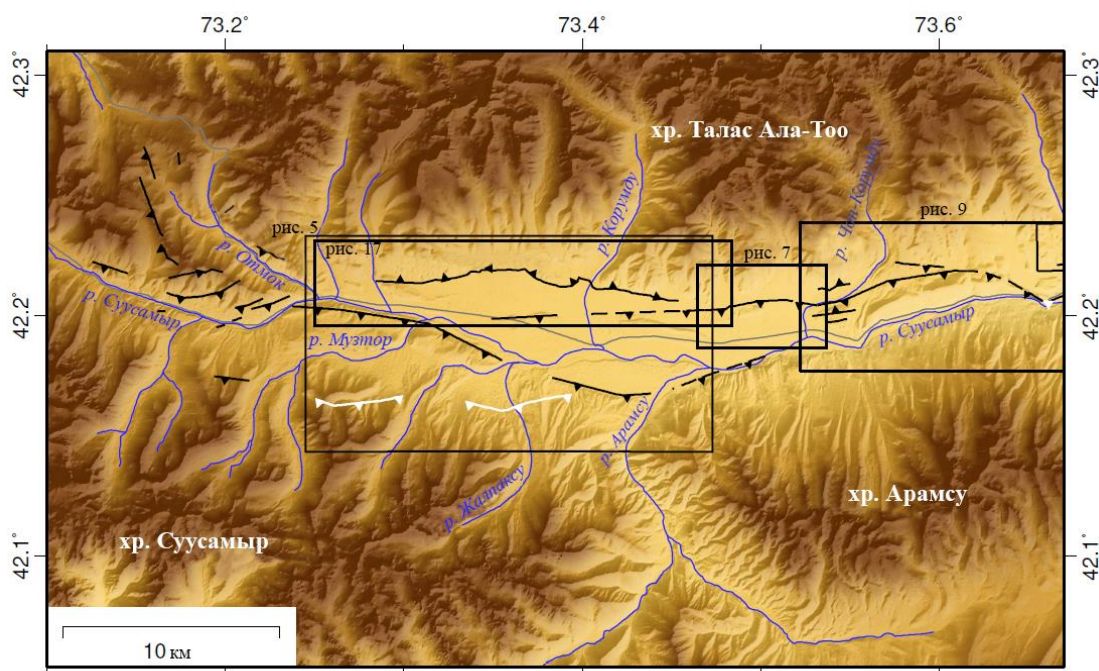 73.2°
73.4°
73.6°
42.3°
42.3°
хр. Талас Ала-Тоо
р. Чон-Корумду
р. Корумду
рис. 9
рис. 5
рис. 17
рис. 7
р. Отмок
р. Суусамыр
42.2°
42.2°
р. Музтор
р. Суусамыр
р. Арамсу
р. Жалпаксу
хр. Арамсу
хр. Суусамыр
42.1°
42.1°
10 км